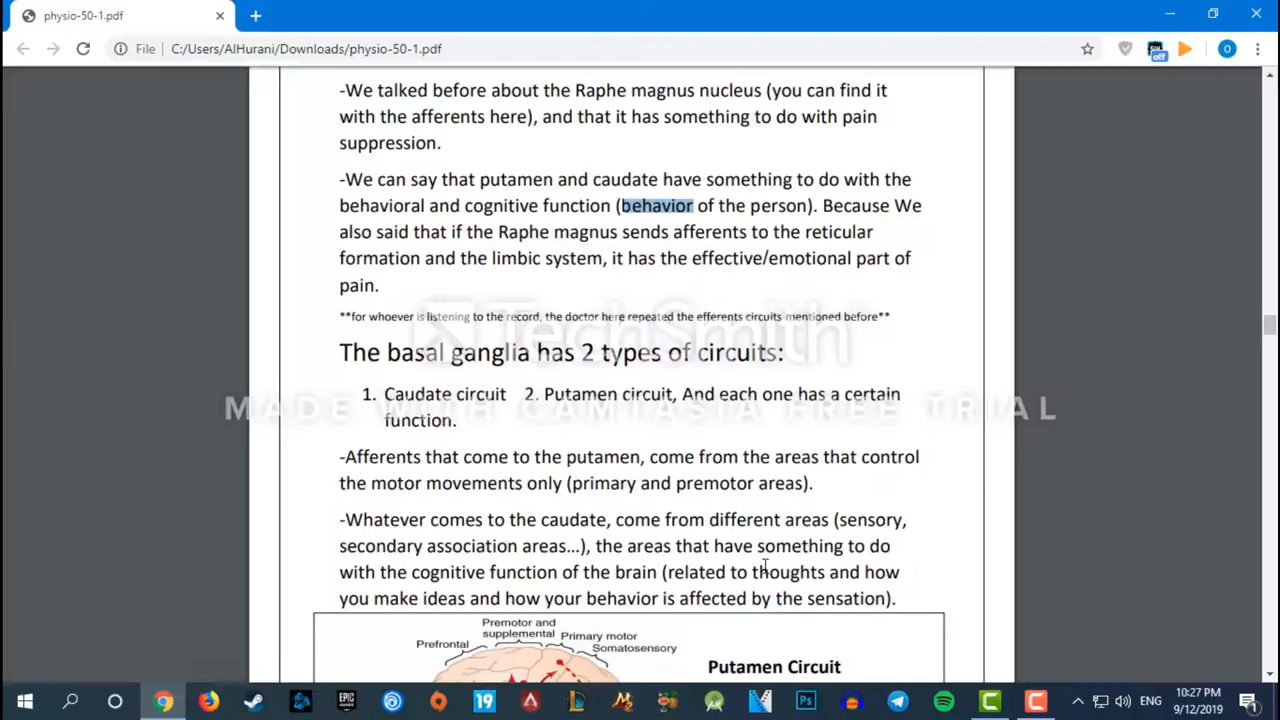 physio-50-1.pdf
File
C:/Users/AlHurani/Downloads/physio-50-1.pdf
off
O
-We talked before about the Raphe magnus nucleus (you can find it
with the afferents here), and that it has something to do with pain
suppression.
-We can say that putamen and caudate have something to do with the
behavioral and cognitive function (behavior of the person). Because We
also said that if the Raphe magnus sends afferents to the reticular
formation and the limbic system, it has the effective/emotional part of
pain.
**for whoever is listening to the record, the doctor here repeated the efferents circuits mentioned before**
TechSmith
The basal ganglia has 2 types of circuits:
1. Caudate circuit 2. Putamen circuit, And each one has a certain
MADE WITH CAMTASIA FREE TRIAL
function.
-Afferents that come to the putamen, come from the areas that control
the motor movements only (primary and premotor areas).
-Whatever comes to the caudate, come from different areas (sensory,
secondary association areas...), the areas that have something to do
with the cognitive function of the brain (related to thoughts and how
you make ideas and how your behavior is affected by the sensation).
Premotor and
supplemental
Primary motor
Prefrontal
Somatosensory
Putamen Circuit
EPIC
GAMES
19
Ps
ENG
10:27 PM
9/12/2019
1